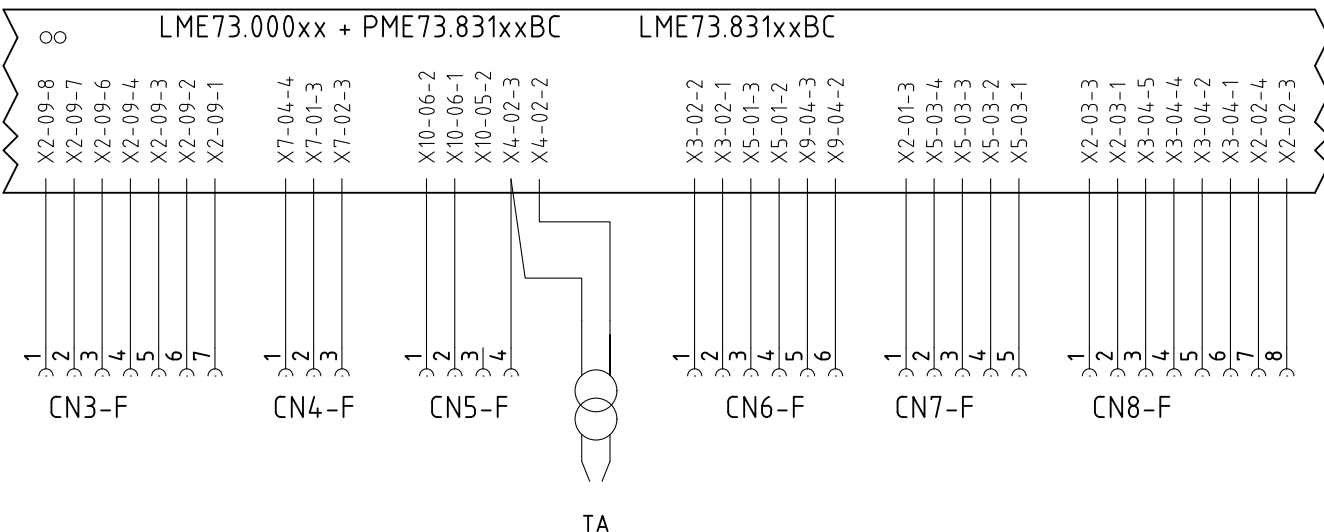 LME73.000xx + PME73.831xxBC LME73.831xxBC
X2-09-8 X2-09-7 X2-09-6 X2-09-4 X2-09-3 X2-09-2 X2-09-1 X7-04-4 X7-01-3 X7-02-3 X10-06-2 X10-06-1 X10-05-2 X4-02-3 X4-02-2 X3-02-2 X3-02-1 X5-01-3 X5-01-2 X9-04-3 X9-04-2 X2-01-3 X5-03-4 X5-03-3 X5-03-2 X5-03-1 X2-03-3 X2-03-1 X3-04-5 X3-04-4 X3-04-2 X3-04-1 X2-02-4 X2-02-3
1 2 3 4 5 6 7 1 2 3 1 2 3 4 1 2 3 4 5 6 1 2 3 4 5 1 2 3 4 5 6 7 8
CN3-F CN4-F CN5-F CN6-F CN7-F CN8-F
TA